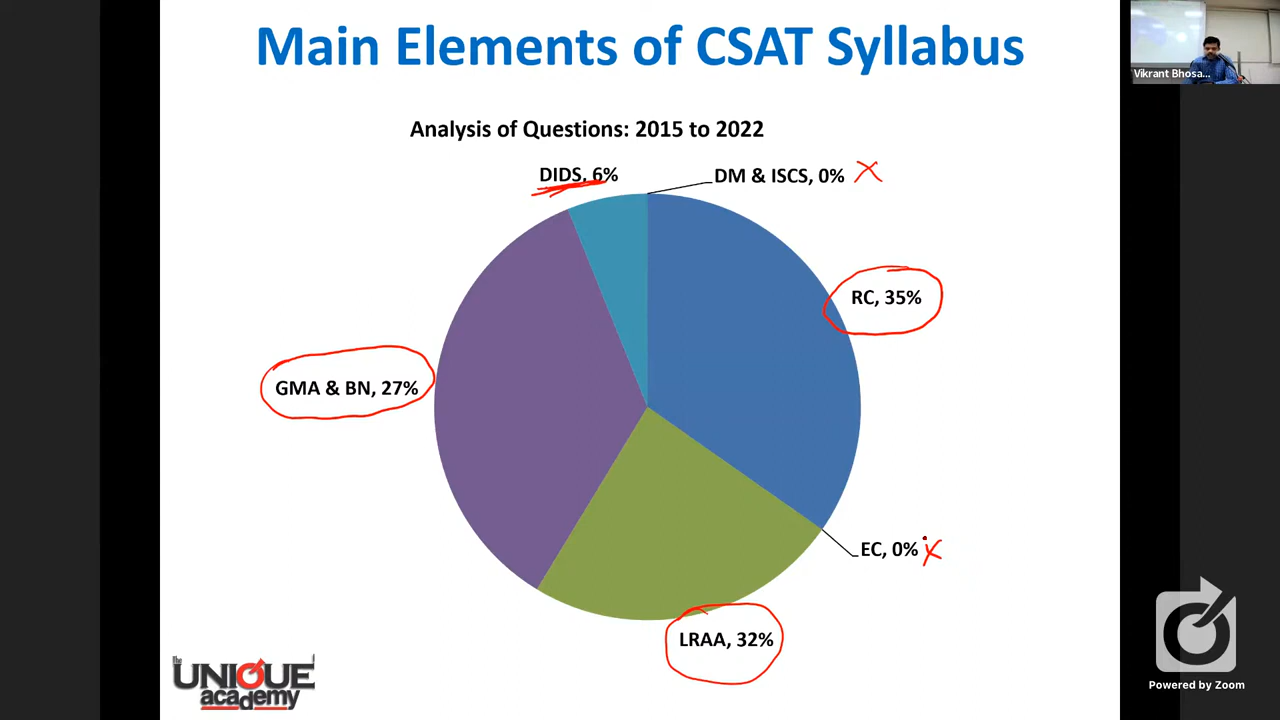 Main Elements of CSAT Syllabus
Vikrant Bhosa...
Analysis of Questions: 2015 to 2022
DIDS, 6%
DM & ISCS, 0%
RC, 35%
GMA & BN, 27%
EC, 0%
LRAA, 32%
The
UNIQUE
academy
Powered by Zoom